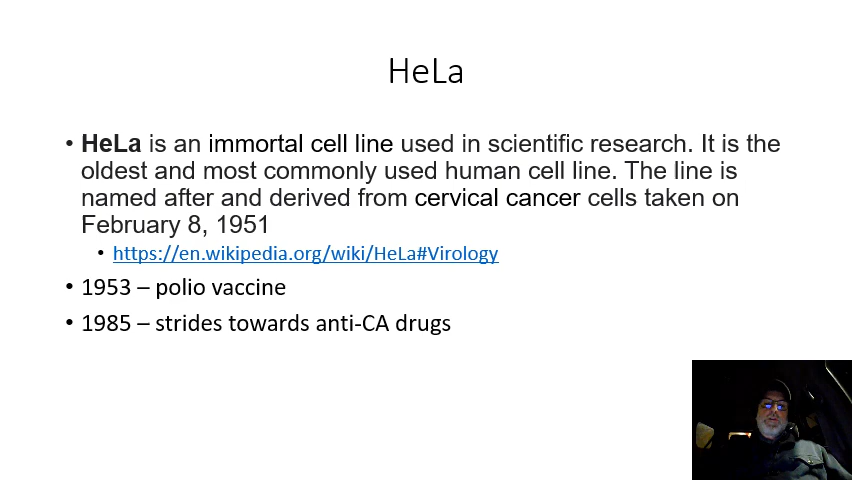 HeLa
• HeLa is an immortal cell line used in scientific research. It is the
oldest and most commonly used human cell line. The line is
named after and derived from cervical cancer cells taken on
February 8, 1951
• https://en.wikipedia.org/wiki/HeLa#Virology
• 1953 – polio vaccine
• 1985 – strides towards anti-CA drugs